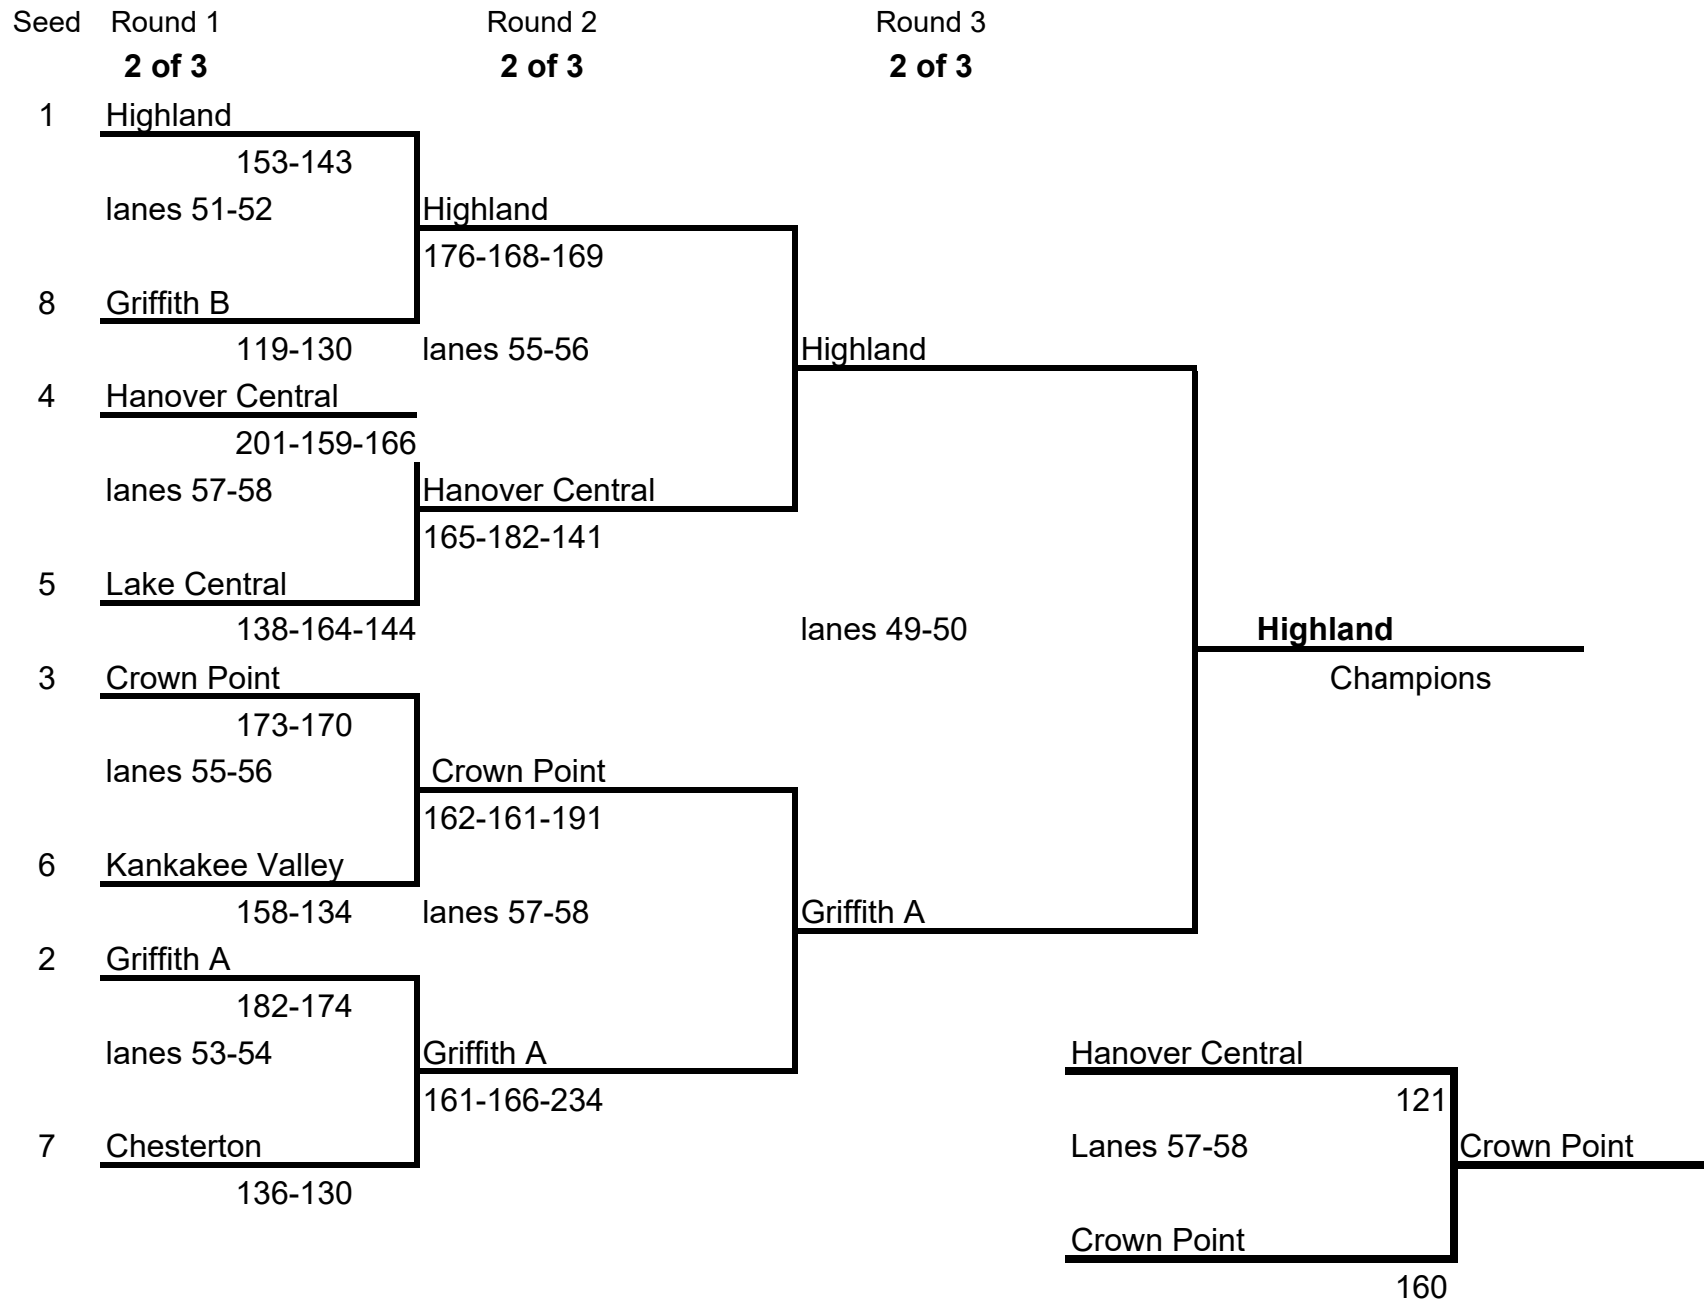 Seed Round 1 Round 2 Round 3
2 of 3 2 of 3 2 of 3
1 Highland
153-143
lanes 51-52 Highland
176-168-169
8 Griffith B
119-130 lanes 55-56 Highland
4 Hanover Central
201-159-166
lanes 57-58 Hanover Central
165-182-141
5 Lake Central
138-164-144 lanes 49-50 Highland
3 Crown Point Champions
173-170
lanes 55-56 Crown Point
162-161-191
6 Kankakee Valley
158-134 lanes 57-58 Griffith A
2 Griffith A
182-174
lanes 53-54 Griffith A Hanover Central
161-166-234 121
7 Chesterton Lanes 57-58 Crown Point
136-130
Crown Point
160